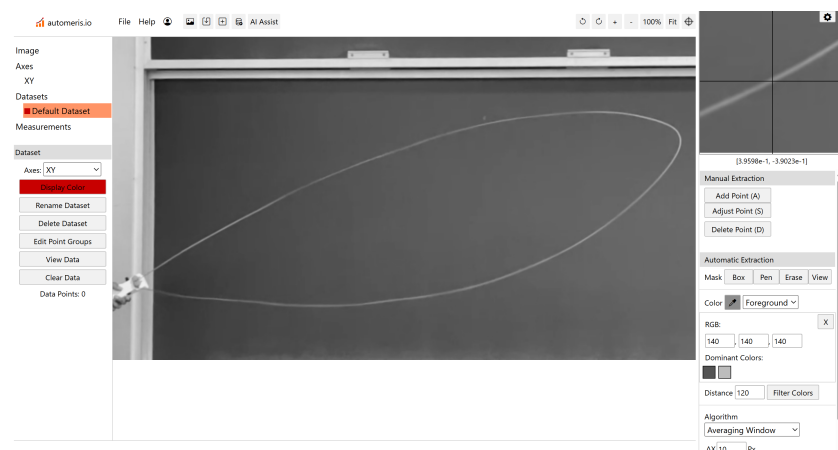 automeris.io File Help AI Assist + - 100% Fit
Image
Axes
XY
Datasets
Default Dataset
Measurements
Dataset
Axes: XY
Display Color
Rename Dataset
Delete Dataset
Edit Point Groups
View Data
Clear Data
Data Points: 0
[3.9598e-1, -3.9023e-1]
Manual Extraction
Add Point (A)
Adjust Point (S)
Delete Point (D)
Automatic Extraction
Mask Box Pen Erase View
Color Foreground
RGB: X
140 , 140 , 140
Dominant Colors:
Distance 120 Filter Colors
Algorithm
Averaging Window
ΔX 10 Px